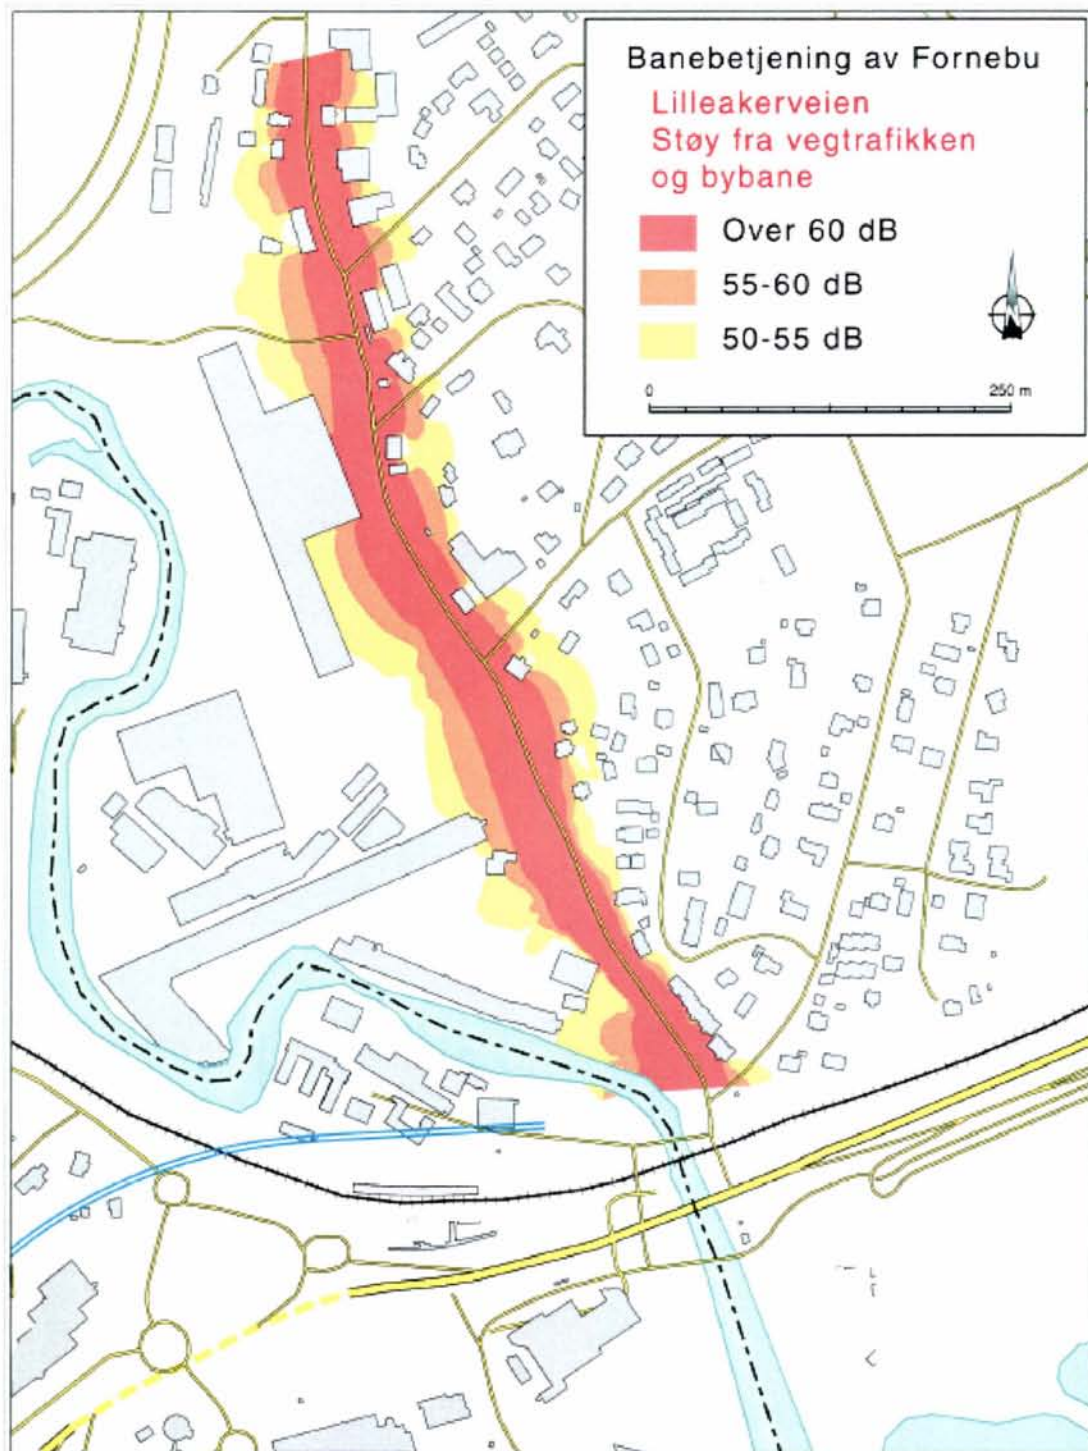 Banebetjening av Fornebu
Lilleakerveien
Støy fra vegtrafikken
og bybane
Over 60 dB
55-60 dB
50-55 dB
0 250 m